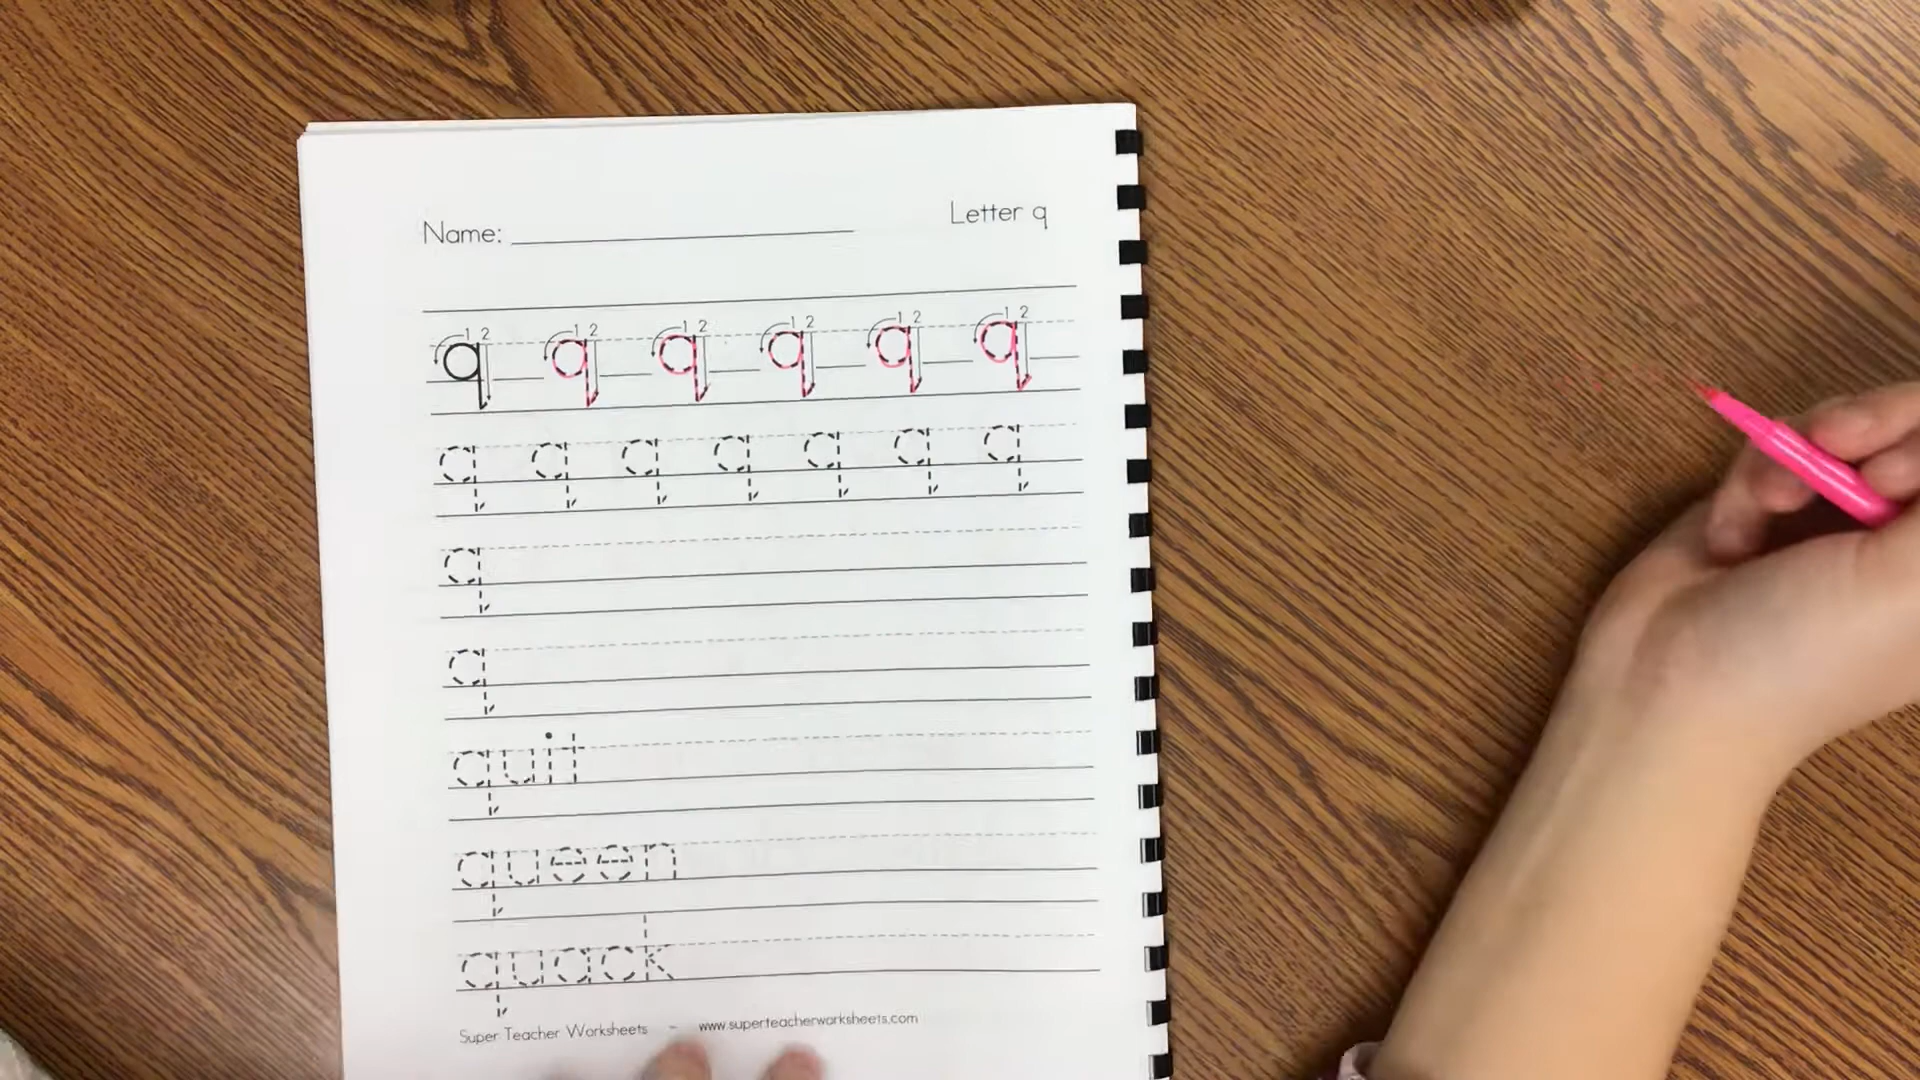 Name: Letter q
1 2 1 2 1 2 1 2 1 2 1 2
q q q q q q
q q q q q q q
q
q
quit
queen
quack
Super Teacher Worksheets - www.superteacherworksheets.com